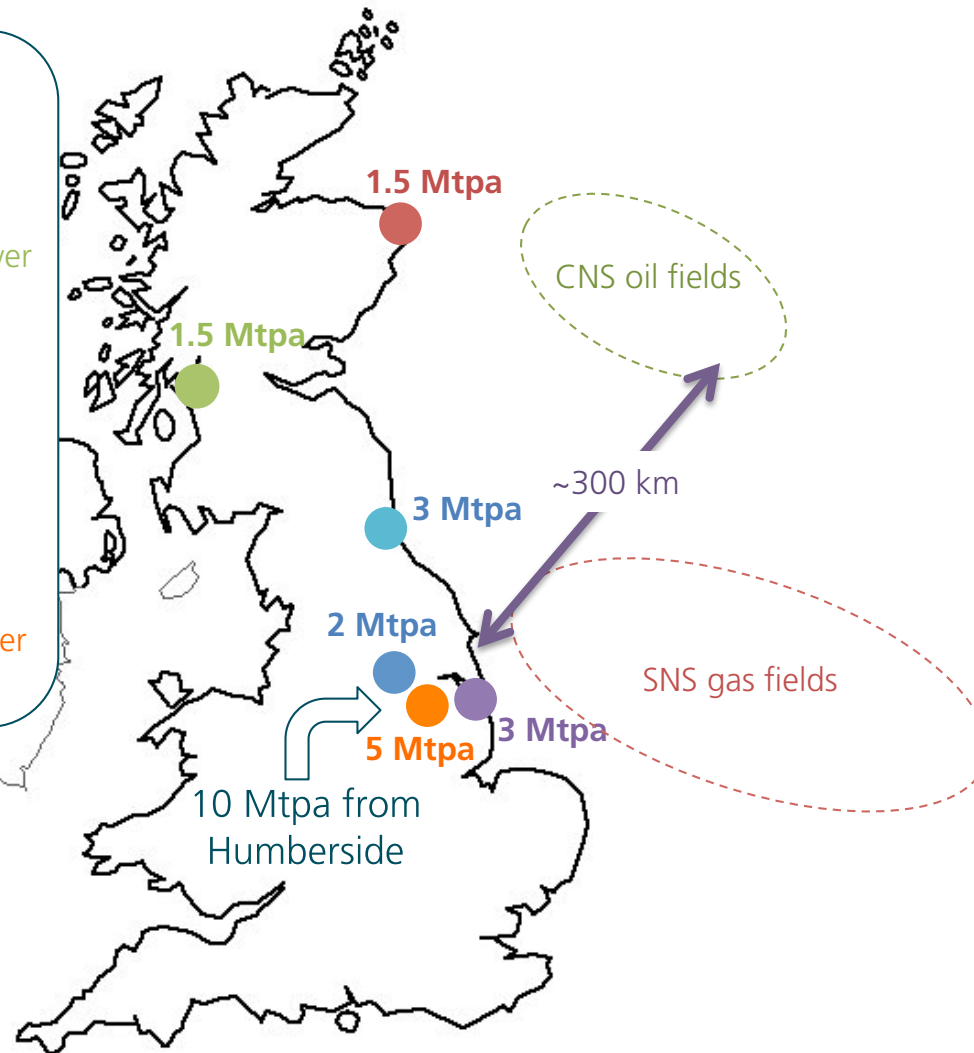 1.5 Mtpa
CNS oil fields
1.5 Mtpa
~300 km
3 Mtpa
2 Mtpa
SNS gas fields
3 Mtpa
5 Mtpa
10 Mtpa from
Humberside